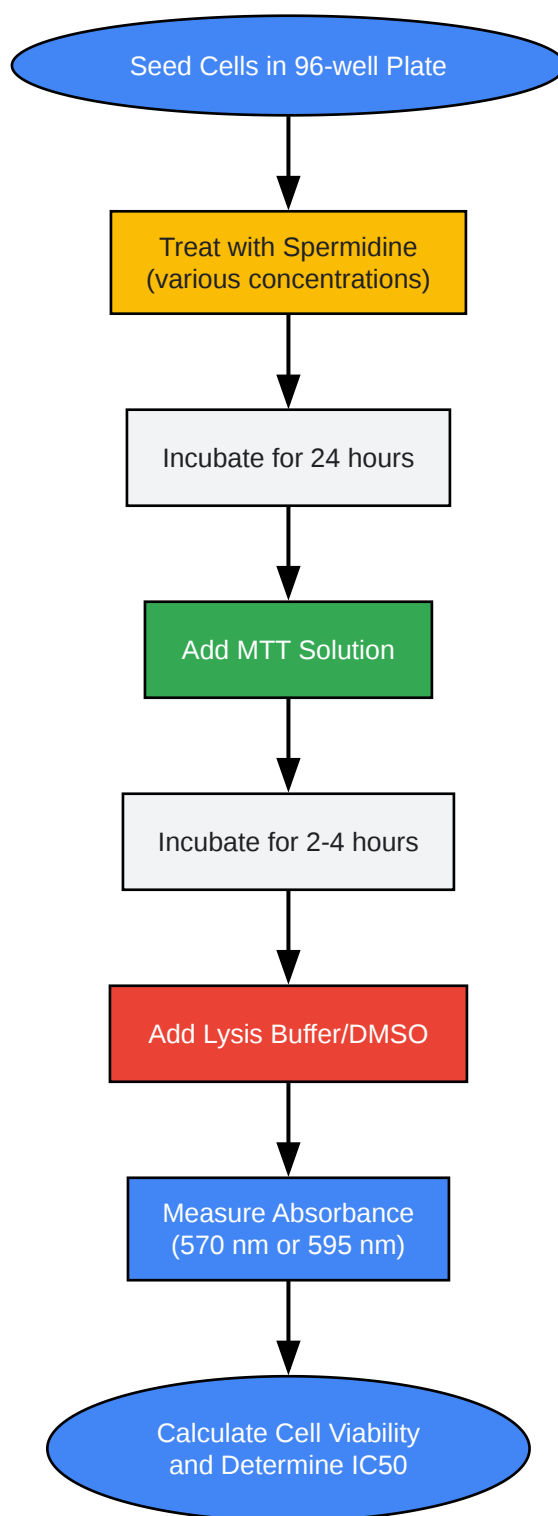 Seed Cells in 96-well Plate
Treat with Spermidine
(various concentrations)
Incubate for 24 hours
Add MTT Solution
Incubate for 2-4 hours
Add Lysis Buffer/DMSO
Measure Absorbance
(570 nm or 595 nm)
Calculate Cell Viability
and Determine IC50